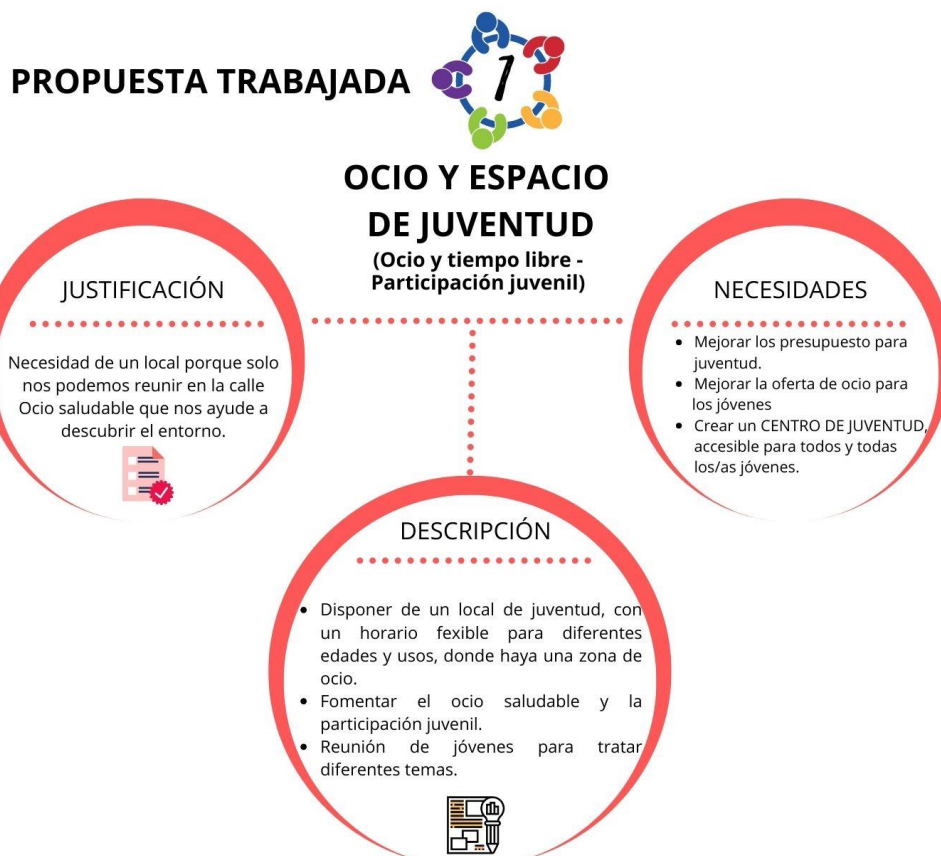 PROPUESTA TRABAJADA
1
OCIO Y ESPACIO
DE JUVENTUD
(Ocio y tiempo libre -
Participación juvenil)
JUSTIFICACIÓN
Necesidad de un local porque solo
nos podemos reunir en la calle
Ocio saludable que nos ayude a
descubrir el entorno.
NECESIDADES
• Mejorar los presupuesto para
juventud.
• Mejorar la oferta de ocio para
los jóvenes
• Crear un CENTRO DE JUVENTUD,
accesible para todos y todas
los/as jóvenes.
DESCRIPCIÓN
• Disponer de un local de juventud, con
un horario fexible para diferentes
edades y usos, donde haya una zona de
ocio.
• Fomentar el ocio saludable y la
participación juvenil.
• Reunión de jóvenes para tratar
diferentes temas.